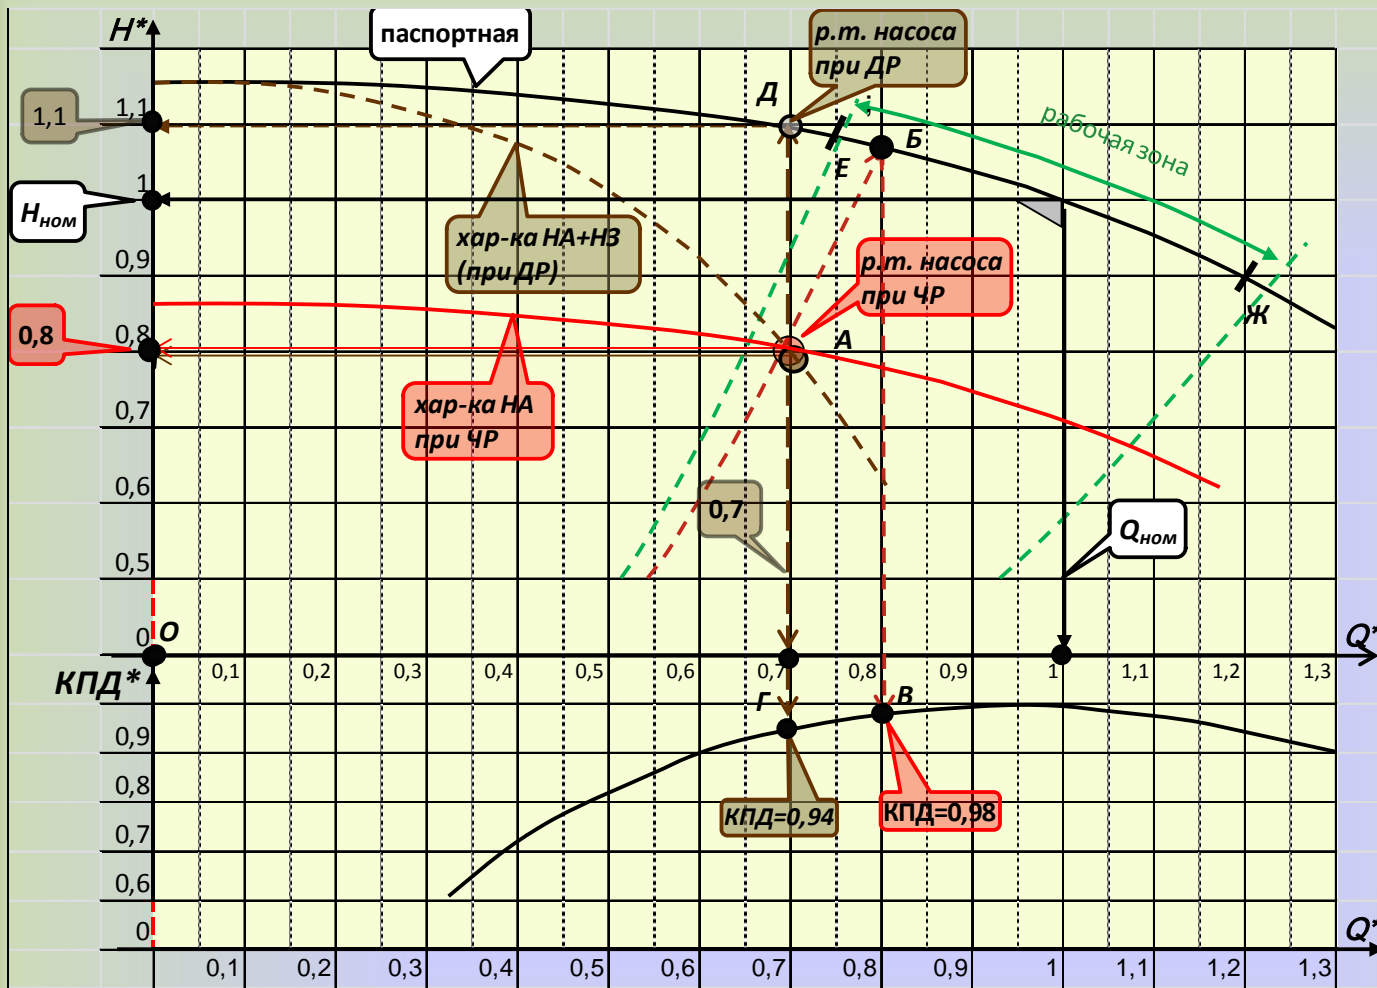 H*
паспортная
р.т. насоса
при ДР
Д
1,1
1,1
Б
рабочая зона
Е
1
Hном
хар-ка НА+НЗ
(при ДР)
р.т. насоса
при ЧР
0,9
Ж
0,8
0,8
А
хар-ка НА
при ЧР
0,7
0,6
0,7
Qном
0,5
0
О
Q*
0,1
0,2
0,3
0,4
0,5
0,6
0,7
0,8
0,9
1
1,1
1,2
1,3
КПД*
Г
В
0,9
0,8
КПД=0,94
КПД=0,98
0,7
0,6
0
Q*
0,1
0,2
0,3
0,4
0,5
0,6
0,7
0,8
0,9
1
1,1
1,2
1,3